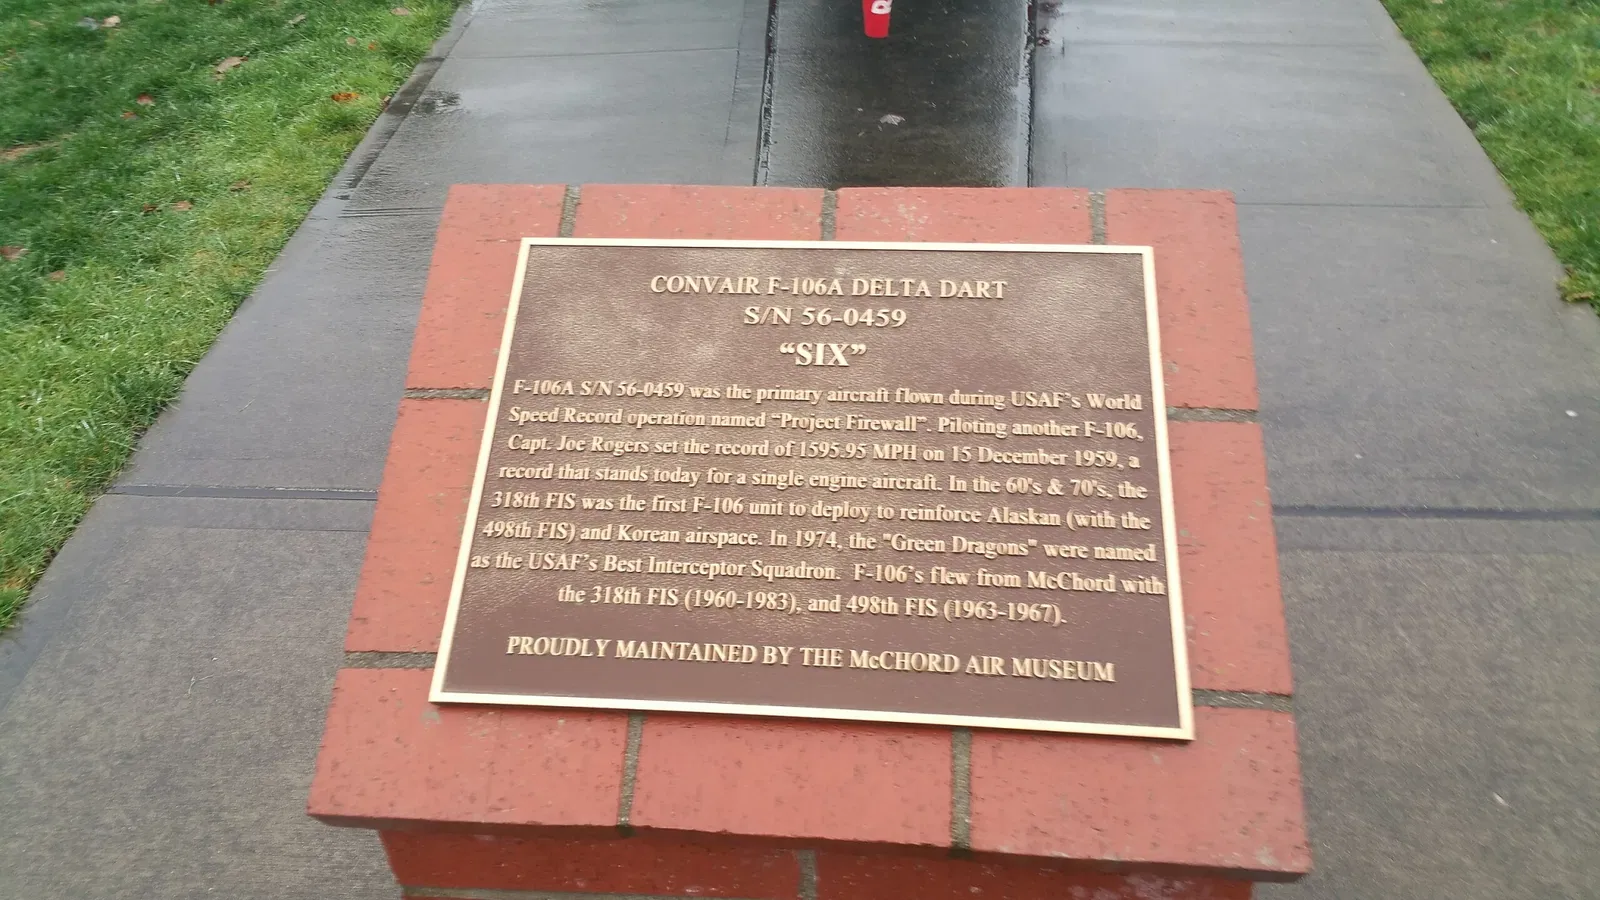 CONVAIR F-106A DELTA DART
S/N 56-0459
“SIX”
F-106A S/N 56-0459 was the primary aircraft flown during USAF’s World
Speed Record operation named “Project Firewall”. Piloting another F-106,
Capt. Joe Rogers set the record of 1595.95 MPH on 15 December 1959, a
record that stands today for a single engine aircraft. In the 60's & 70's, the
318th FIS was the first F-106 unit to deploy to reinforce Alaskan (with the
498th FIS) and Korean airspace. In 1974, the "Green Dragons" were named
as the USAF’s Best Interceptor Squadron. F-106’s flew from McChord with
the 318th FIS (1960-1983), and 498th FIS (1963-1967).
PROUDLY MAINTAINED BY THE McCHORD AIR MUSEUM